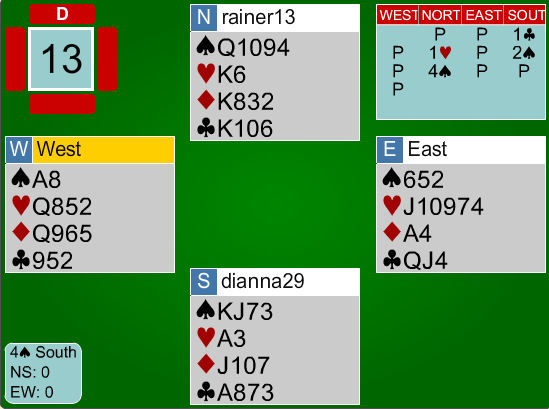 D
13
N rainer13
♠Q1094
♥K6
♦K832
♣K106
WEST NORT EAST SOUT
P P 1♣
P 1♥ P 2♠
P 4♠ P P
P
W West
♠A8
♥Q852
♦Q965
♣952
E East
♠652
♥J10974
♦A4
♣QJ4
S dianna29
♠KJ73
♥A3
♦J107
♣A873
4♠ South
NS: 0
EW: 0